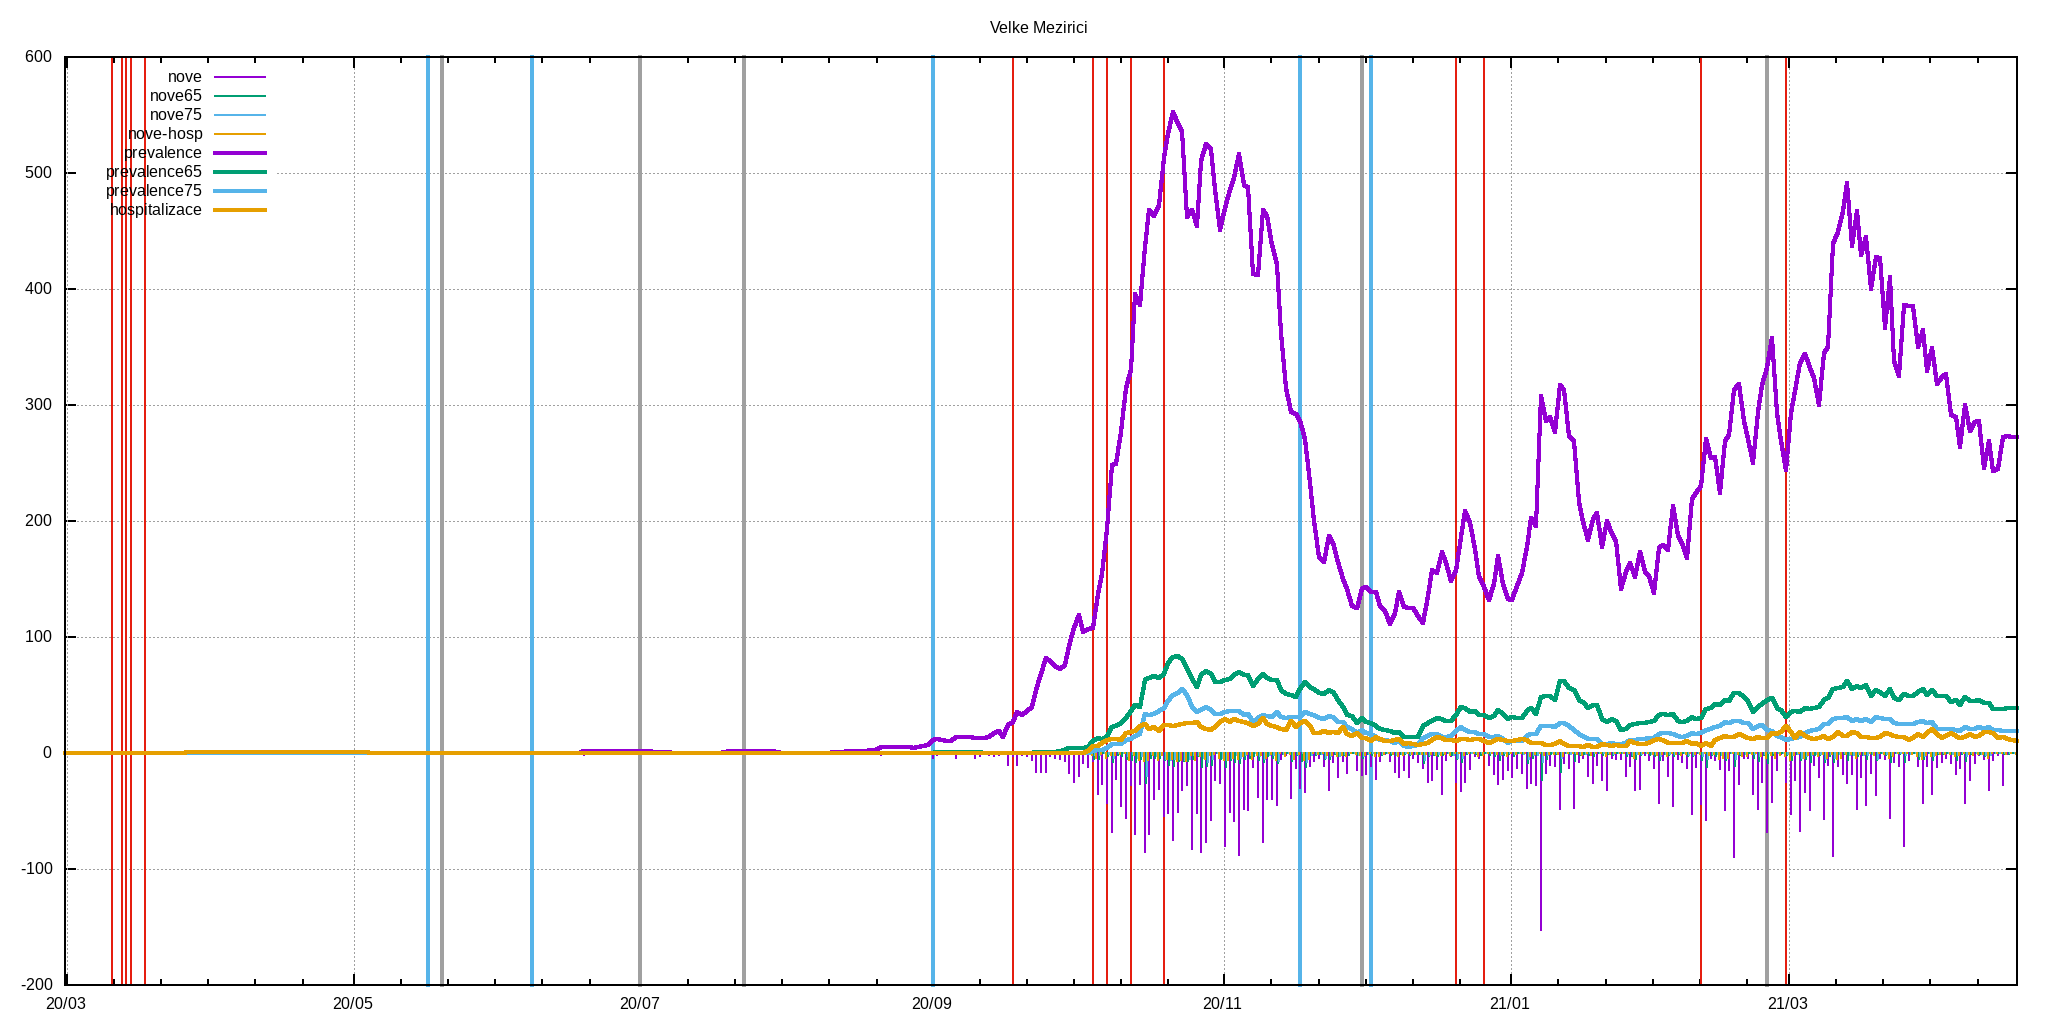 Velke Mezirici
600
500
400
300
200
100
0
-100
-200
nove
nove65
nove75
nove-hosp
prevalence
prevalence65
prevalence75
hospitalizace
20/03 20/05 20/07 20/09 20/11 21/01 21/03